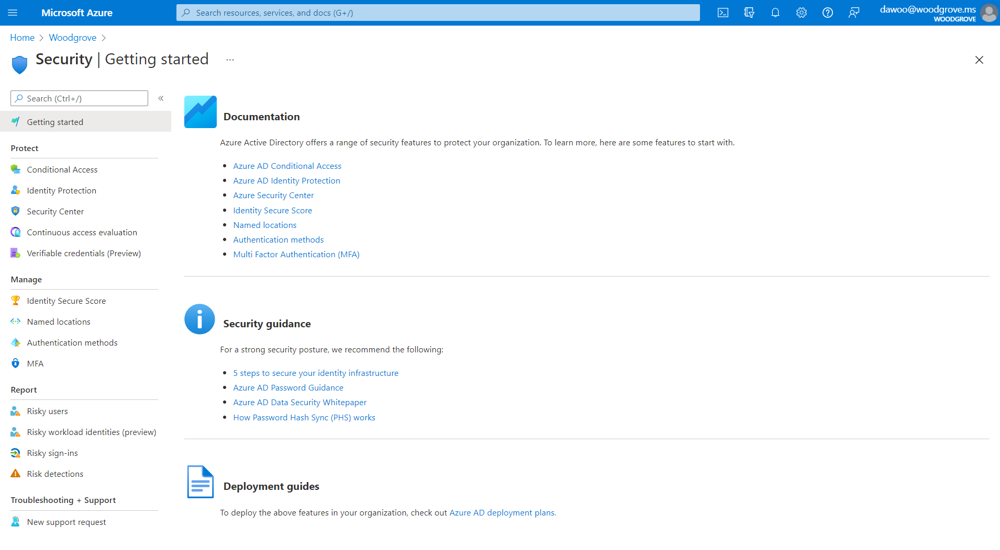 Microsoft Azure
Search resources, services, and docs (G+/)
dawoo@woodgrove.ms
WOODGROVE
Home > Woodgrove >
Security | Getting started ...
Search (Ctrl+/) «
Getting started
Protect
Conditional Access
Identity Protection
Security Center
Continuous access evaluation
Verifiable credentials (Preview)
Manage
Identity Secure Score
Named locations
Authentication methods
MFA
Report
Risky users
Risky workload identities (preview)
Risky sign-ins
Risk detections
Troubleshooting + Support
New support request
Documentation
Azure Active Directory offers a range of security features to protect your organization. To learn more, here are some features to start with.
• Azure AD Conditional Access
• Azure AD Identity Protection
• Azure Security Center
• Identity Secure Score
• Named locations
• Authentication methods
• Multi Factor Authentication (MFA)
Security guidance
For a strong security posture, we recommend the following:
• 5 steps to secure your identity infrastructure
• Azure AD Password Guidance
• Azure AD Data Security Whitepaper
• How Password Hash Sync (PHS) works
Deployment guides
To deploy the above features in your organization, check out Azure AD deployment plans.